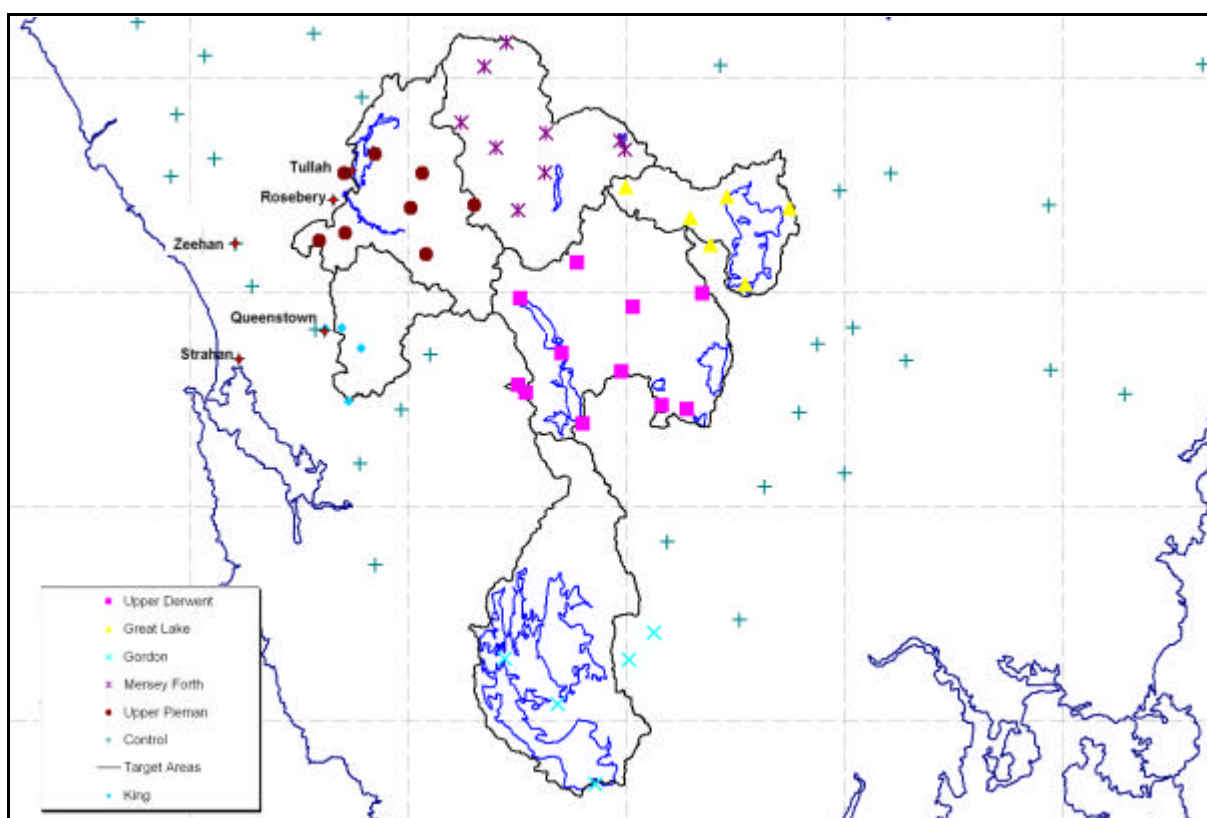 Tullah
Rosebery
Zeehan
Queenstown
Strahan
Upper Derwent
Great Lake
Gordon
Mersey Forth
Upper Pieman
Control
Target Areas
King